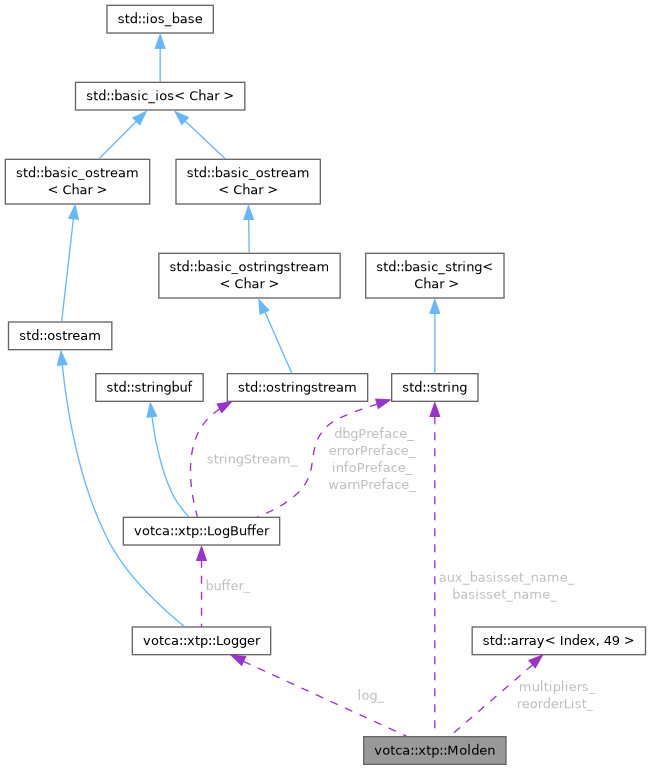 std::ios_base
std::basic_ios< Char >
std::basic_ostream
< Char >
std::basic_ostream
< Char >
std::basic_ostringstream
< Char >
std::basic_string<
Char >
std::ostream
std::stringbuf
std::ostringstream
std::string
dbgPreface_
errorPreface_
infoPreface_
warnPreface_
stringStream_
votca::xtp::LogBuffer
buffer_
aux_basisset_name_
basisset_name_
votca::xtp::Logger
std::array< Index, 49 >
log_
multipliers_
reorderList_
votca::xtp::Molden